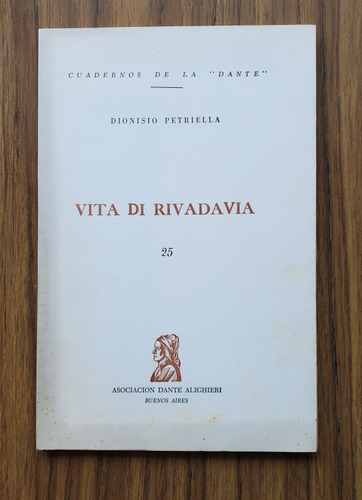 CUADERNOS DE LA "DANTE"
DIONISIO PETRIELLA
VITA DI RIVADAVIA
25
ASOCIACION DANTE ALIGHIERI
BUENOS AIRES